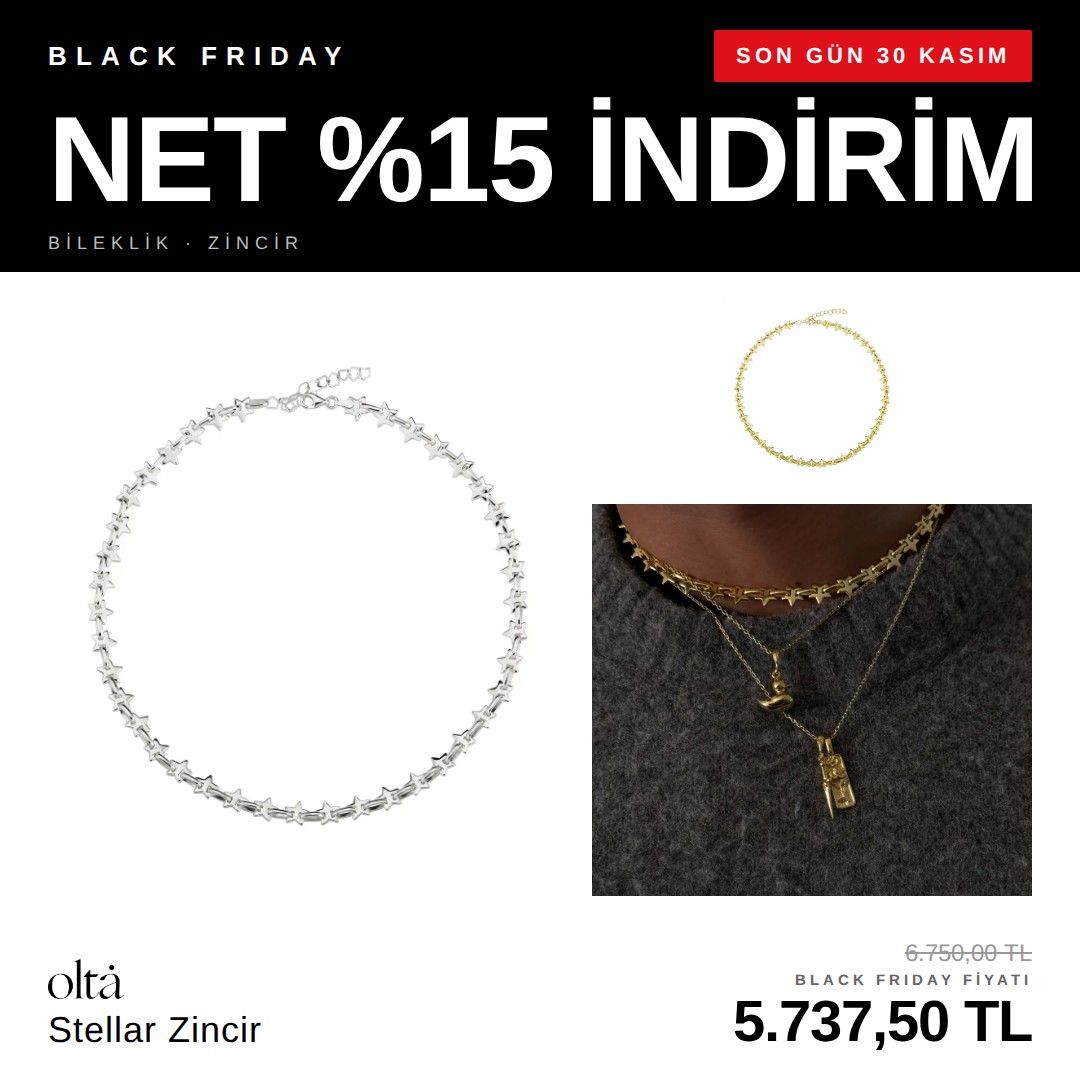 BLACK FRIDAY
SON GÜN 30 KASIM
NET %15 İNDİRİM
BİLEKLİK · ZİNCİR
oltà
Stellar Zincir
6.750,00 TL
BLACK FRIDAY FİYATI
5.737,50 TL